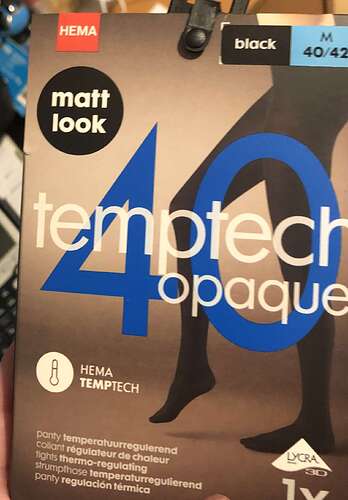 HEMA
black
M
40/42
matt
look
40
temptech
opaque
HEMA
TEMPTECH
panty temperatuurregulerend
collant régulateur de chaleur
tights thermo-regulating
strumpfhose temperaturregulierend
panty regulación térmica
LYCRA
3D
1x